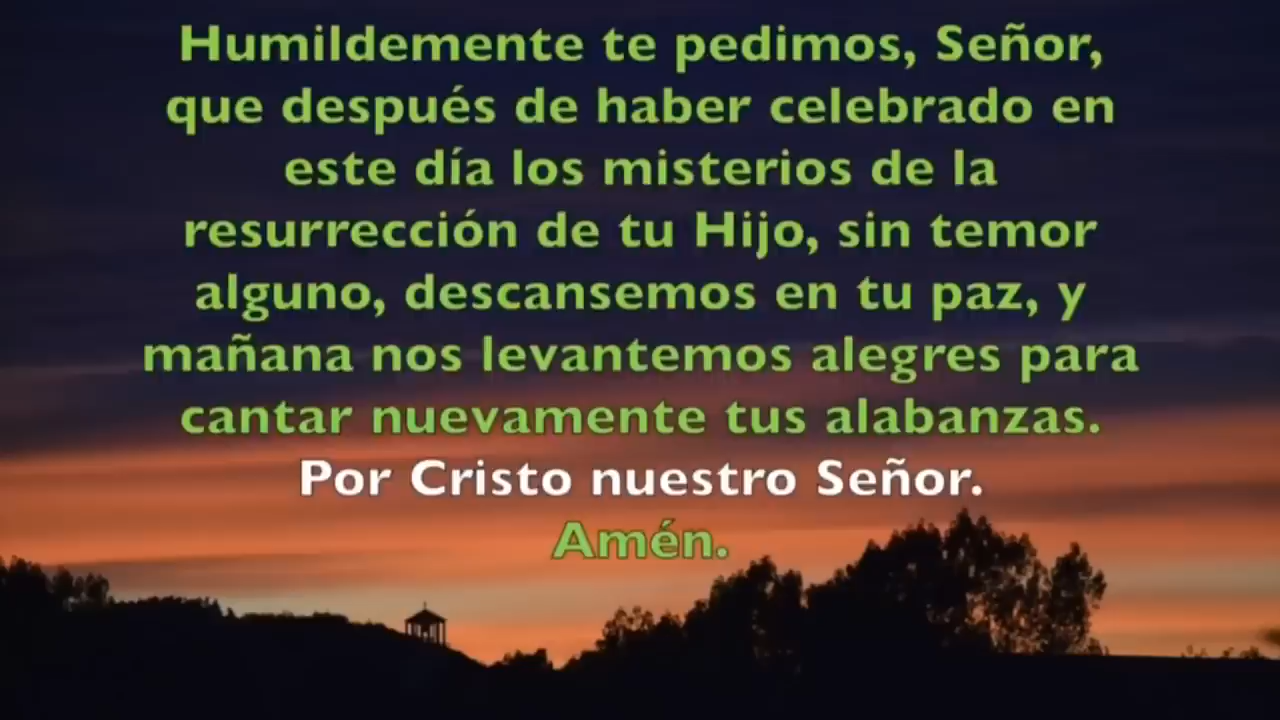 Humildemente te pedimos, Señor,
que después de haber celebrado en
este día los misterios de la
resurrección de tu Hijo, sin temor
alguno, descansemos en tu paz, y
mañana nos levantemos alegres para
cantar nuevamente tus alabanzas.
Por Cristo nuestro Señor.
Amén.